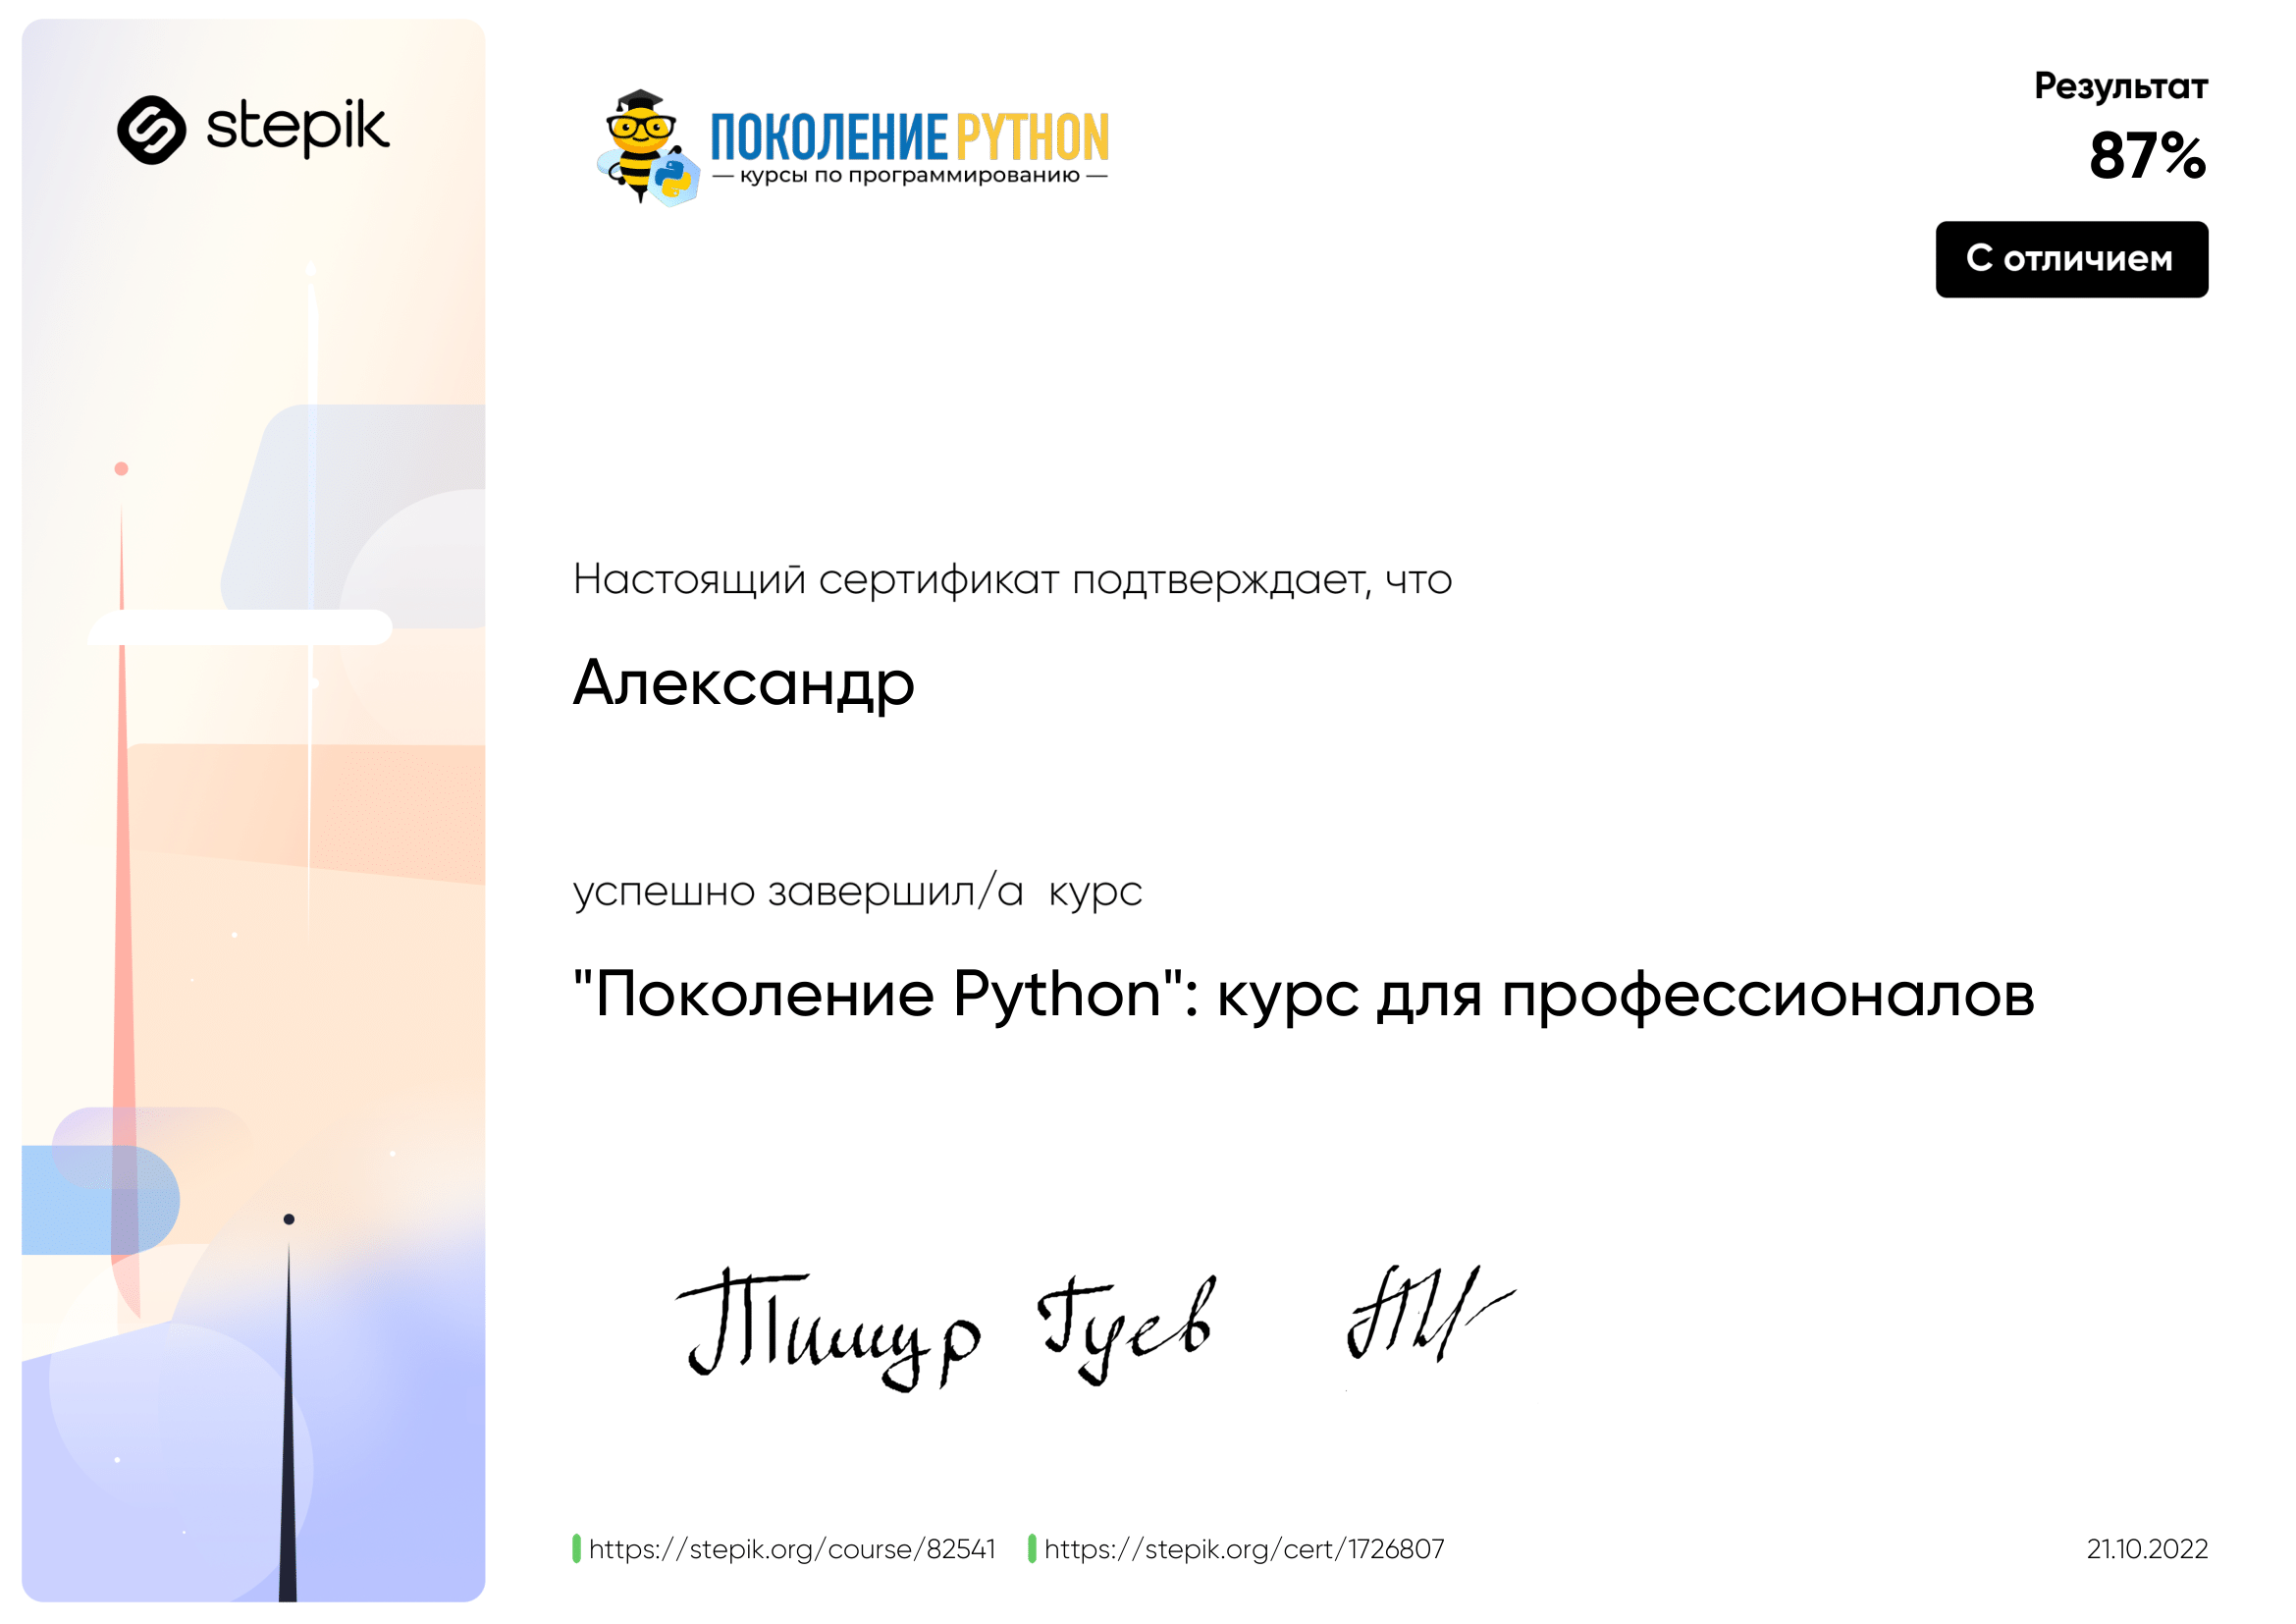 stepik
ПОКОЛЕНИЕ PYTHON
— курсы по программированию —
Результат
87%
С отличием
Настоящий сертификат подтверждает, что
Александр
успешно завершил/а курс
"Поколение Python": курс для профессионалов
Тимур Гуев
https://stepik.org/course/82541 https://stepik.org/cert/1726807
21.10.2022